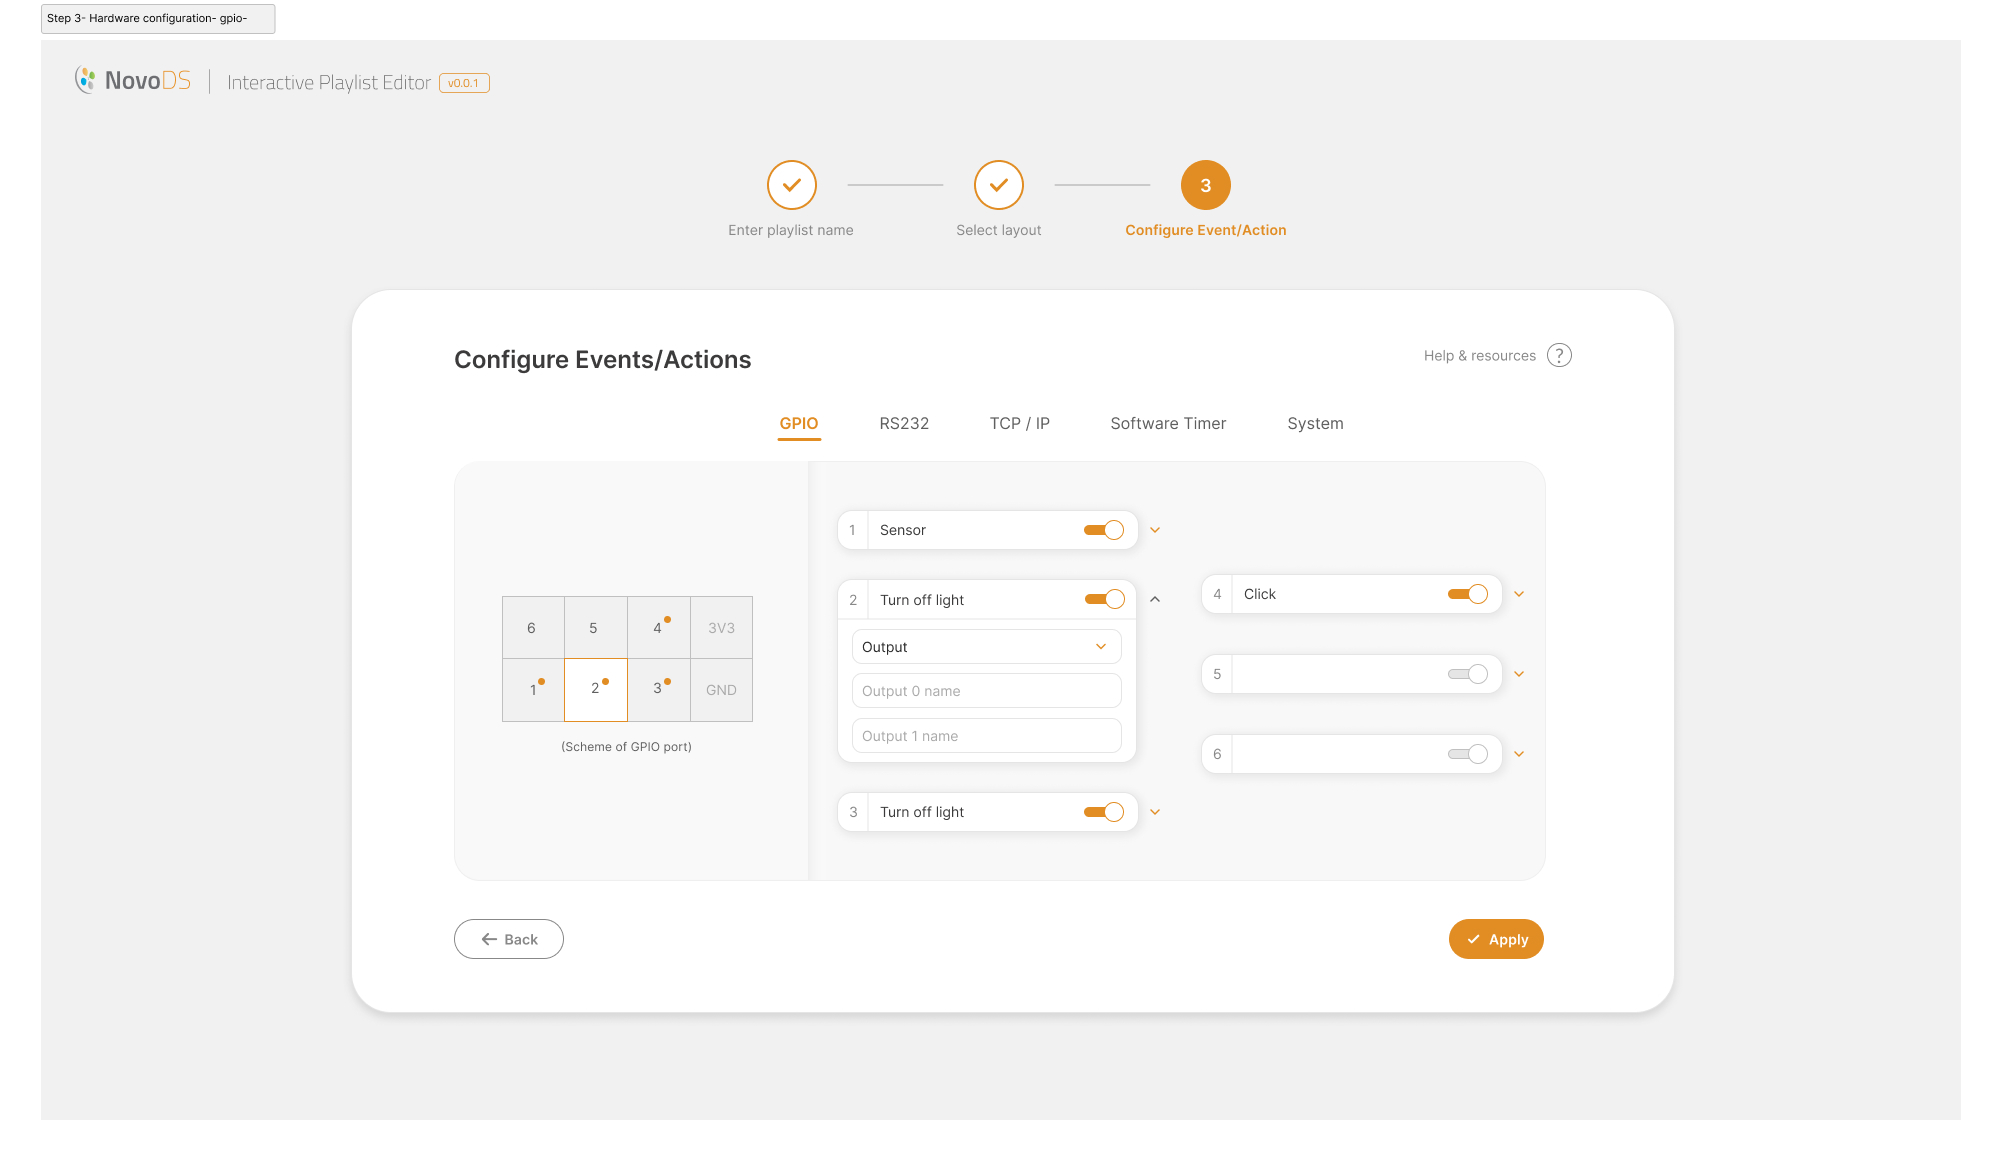 Step 3- Hardware configuration- gpio-
NovoDS
Interactive Playlist Editor
v0.0.1
3
Enter playlist name
Select layout
Configure Event/Action
Configure Events/Actions
Help & resources ?
GPIO
RS232
TCP / IP
Software Timer
System
6
5
4
3V3
1
2
3
GND
(Scheme of GPIO port)
1
Sensor
2
Turn off light
Output
Output 0 name
Output 1 name
3
Turn off light
4
Click
5
6
Back
Apply